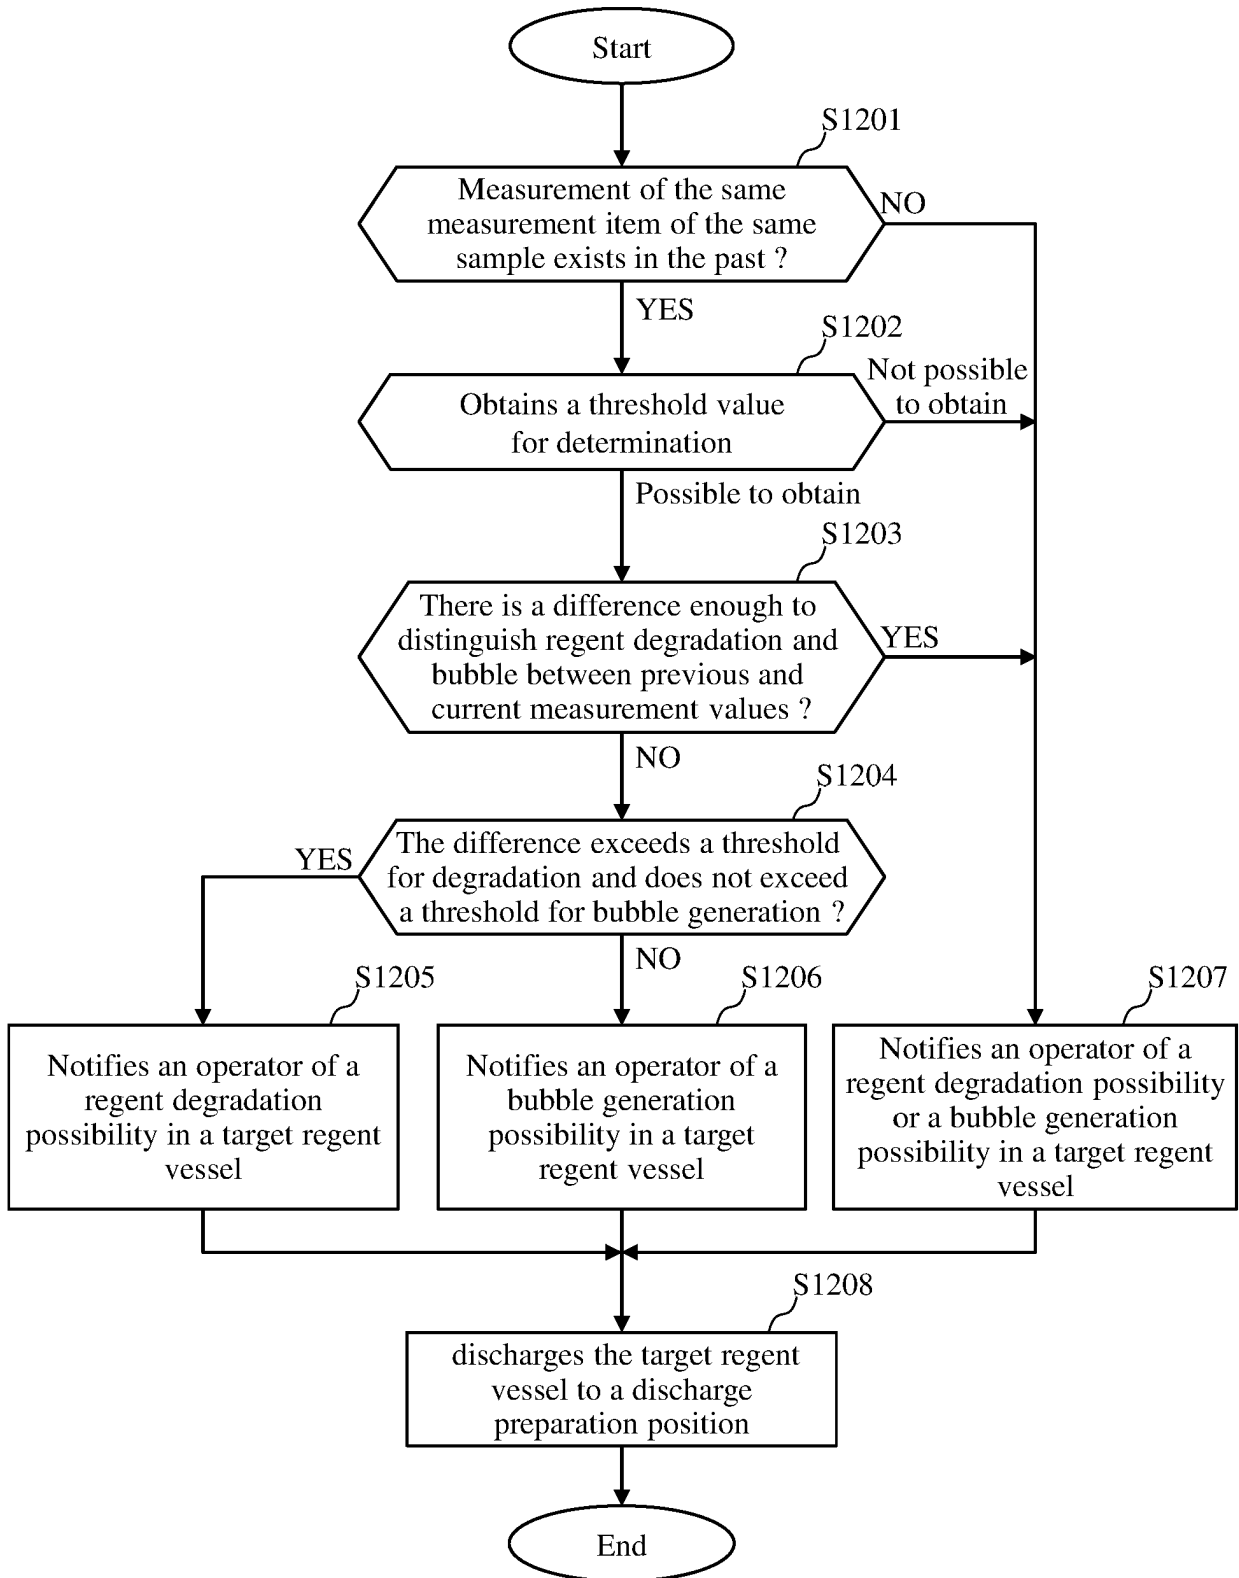 Start
S1201
Measurement of the same
measurement item of the same
sample exists in the past ?
NO
YES
S1202
Obtains a threshold value
for determination
Not possible
to obtain
Possible to obtain
S1203
There is a difference enough to
distinguish regent degradation and
bubble between previous and
current measurement values ?
YES
NO
S1204
The difference exceeds a threshold
for degradation and does not exceed
a threshold for bubble generation ?
YES
NO
S1205
Notifies an operator of a
regent degradation
possibility in a target regent
vessel
S1206
Notifies an operator of a
bubble generation
possibility in a target
regent vessel
S1207
Notifies an operator of a
regent degradation possibility
or a bubble generation
possibility in a target regent
vessel
S1208
discharges the target regent
vessel to a discharge
preparation position
End